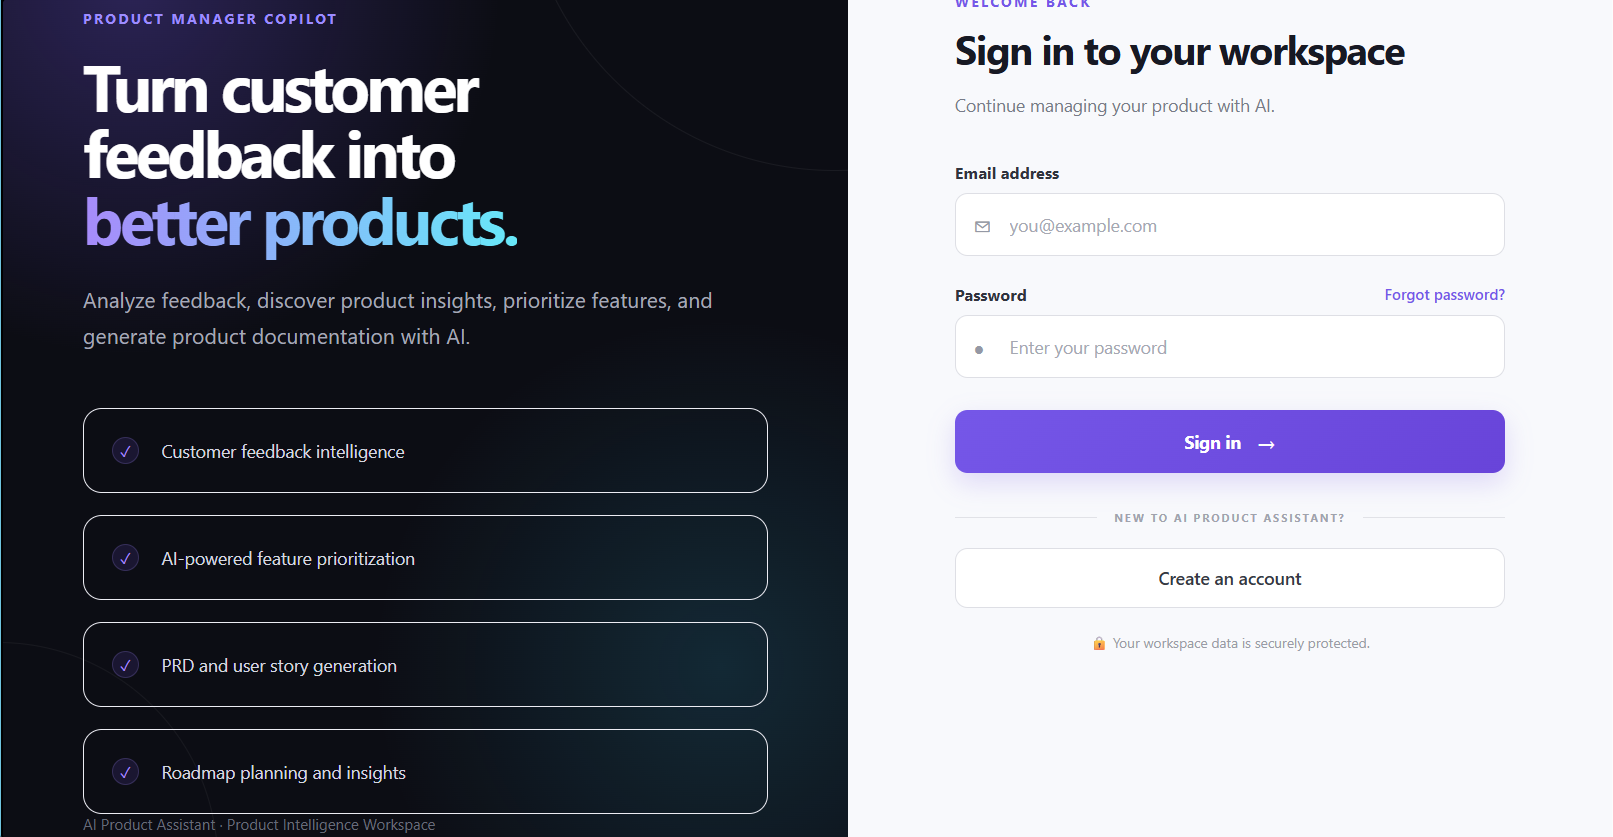 PRODUCT MANAGER COPILOT
Turn customer
feedback into
better products.
Analyze feedback, discover product insights, prioritize features, and
generate product documentation with AI.
✓ Customer feedback intelligence
✓ AI-powered feature prioritization
✓ PRD and user story generation
✓ Roadmap planning and insights
AI Product Assistant · Product Intelligence Workspace
WELCOME BACK
Sign in to your workspace
Continue managing your product with AI.
Email address
you@example.com
Password
Forgot password?
Enter your password
Sign in →
NEW TO AI PRODUCT ASSISTANT?
Create an account
🔒 Your workspace data is securely protected.